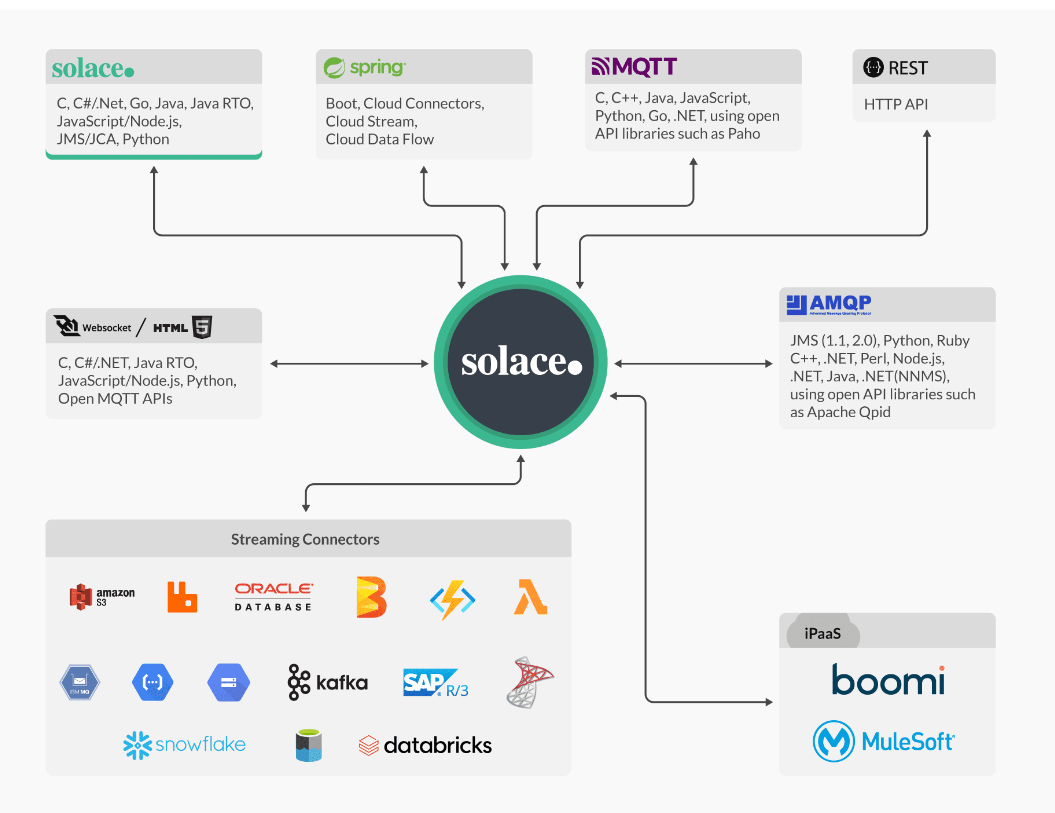 solace.
C, C#/.Net, Go, Java, Java RTO,
JavaScript/Node.js,
JMS/JCA, Python
spring
Boot, Cloud Connectors,
Cloud Stream,
Cloud Data Flow
MQTT
C, C++, Java, JavaScript,
Python, Go, .NET, using open
API libraries such as Paho
REST
HTTP API
Websocket / HTML 5
C, C#/.NET, Java RTO,
JavaScript/Node.js, Python,
Open MQTT APIs
solace.
AMQP
Advanced Message Queuing Protocol
JMS (1.1, 2.0), Python, Ruby
C++, .NET, Perl, Node.js,
.NET, Java, .NET(NNMS),
using open API libraries such
as Apache Qpid
Streaming Connectors
amazon
S3
ORACLE
DATABASE
IBM MQ
kafka
SAP R/3
snowflake
databricks
iPaaS
boomi
MuleSoft